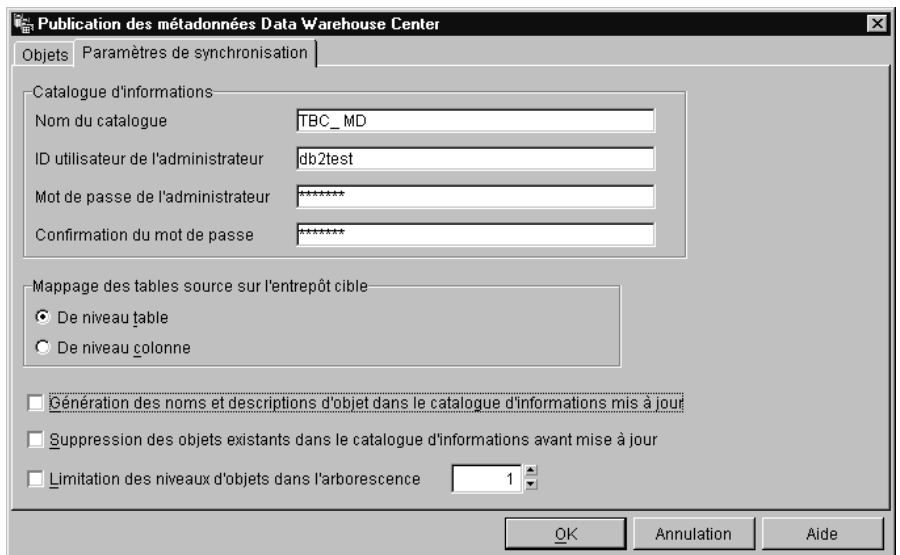 Publication des métadonnées Data Warehouse Center
Objets Paramètres de synchronisation
Catalogue d'informations
Nom du catalogue TBC_ MD
ID utilisateur de l'administrateur db2test
Mot de passe de l'administrateur *******
Confirmation du mot de passe *******
Mappage des tables source sur l'entrepôt cible
De niveau table
De niveau colonne
Génération des noms et descriptions d'objet dans le catalogue d'informations mis à jour
Suppression des objets existants dans le catalogue d'informations avant mise à jour
Limitation des niveaux d'objets dans l'arborescence 1
OK Annulation Aide